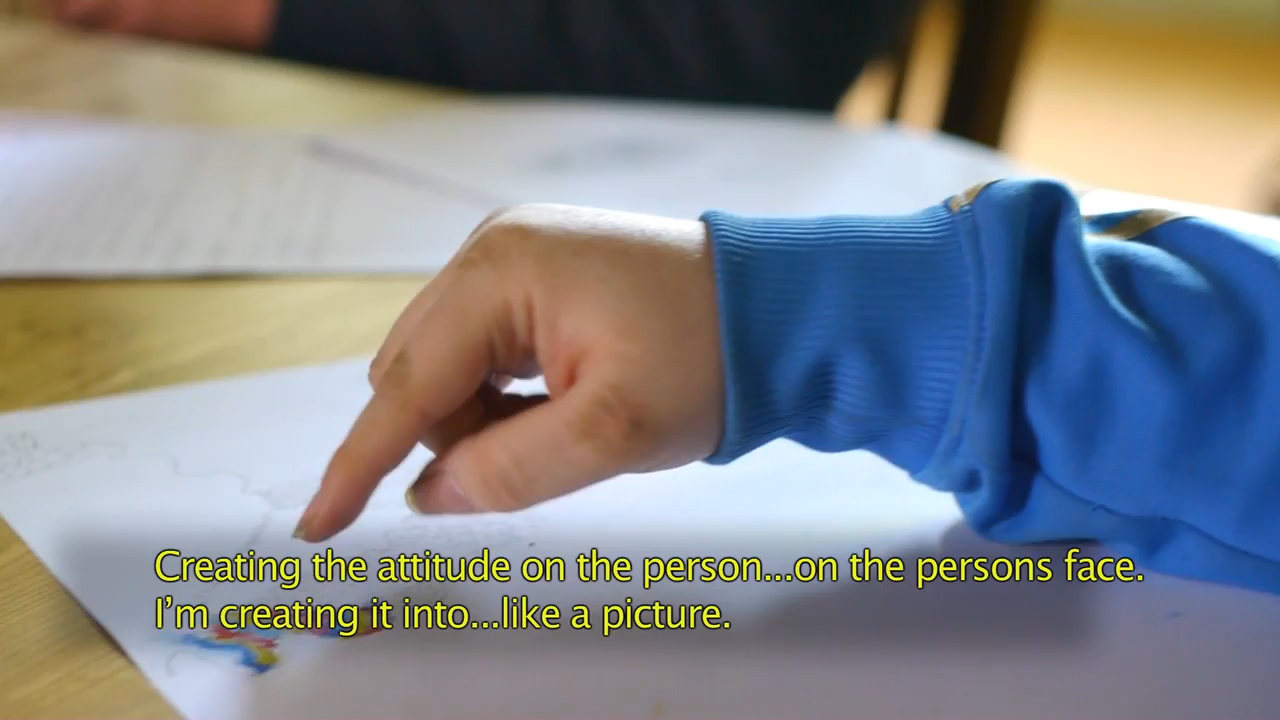 Creating the attitude on the person...on the persons face.
I'm creating it into...like a picture.